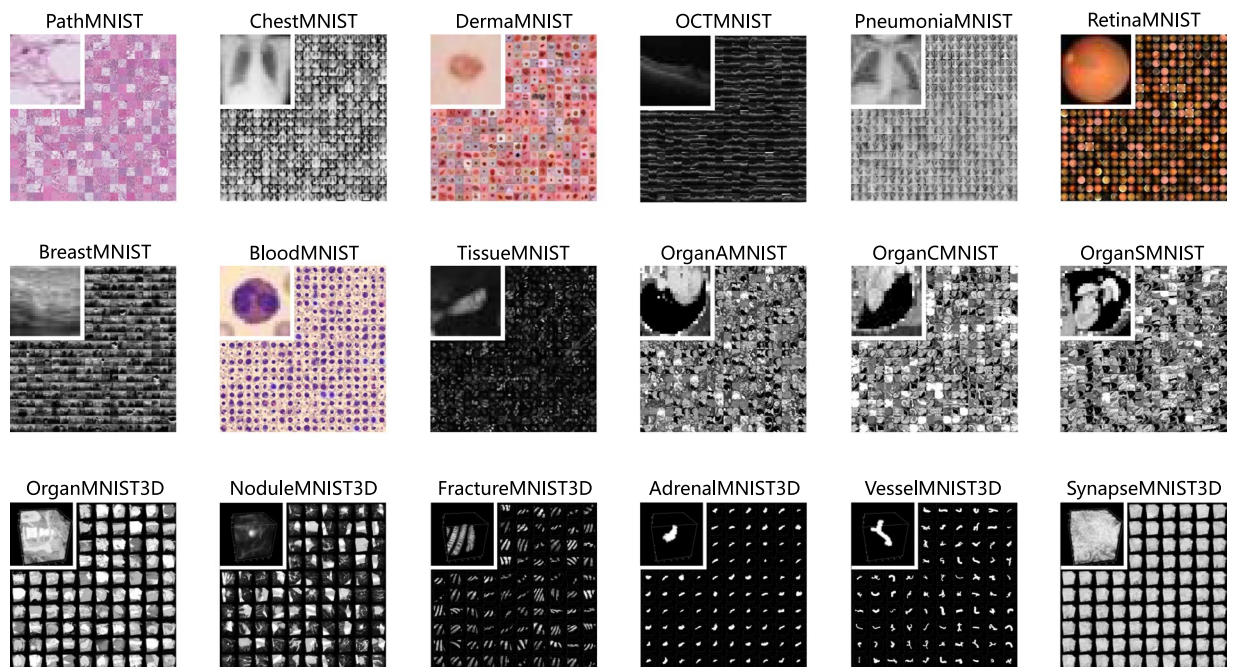 PathMNIST
ChestMNIST
DermaMNIST
OCTMNIST
PneumoniaMNIST
RetinaMNIST
BreastMNIST
BloodMNIST
TissueMNIST
OrganAMNIST
OrganCMNIST
OrganSMNIST
OrganMNIST3D
NoduleMNIST3D
FractureMNIST3D
AdrenalMNIST3D
VesselMNIST3D
SynapseMNIST3D